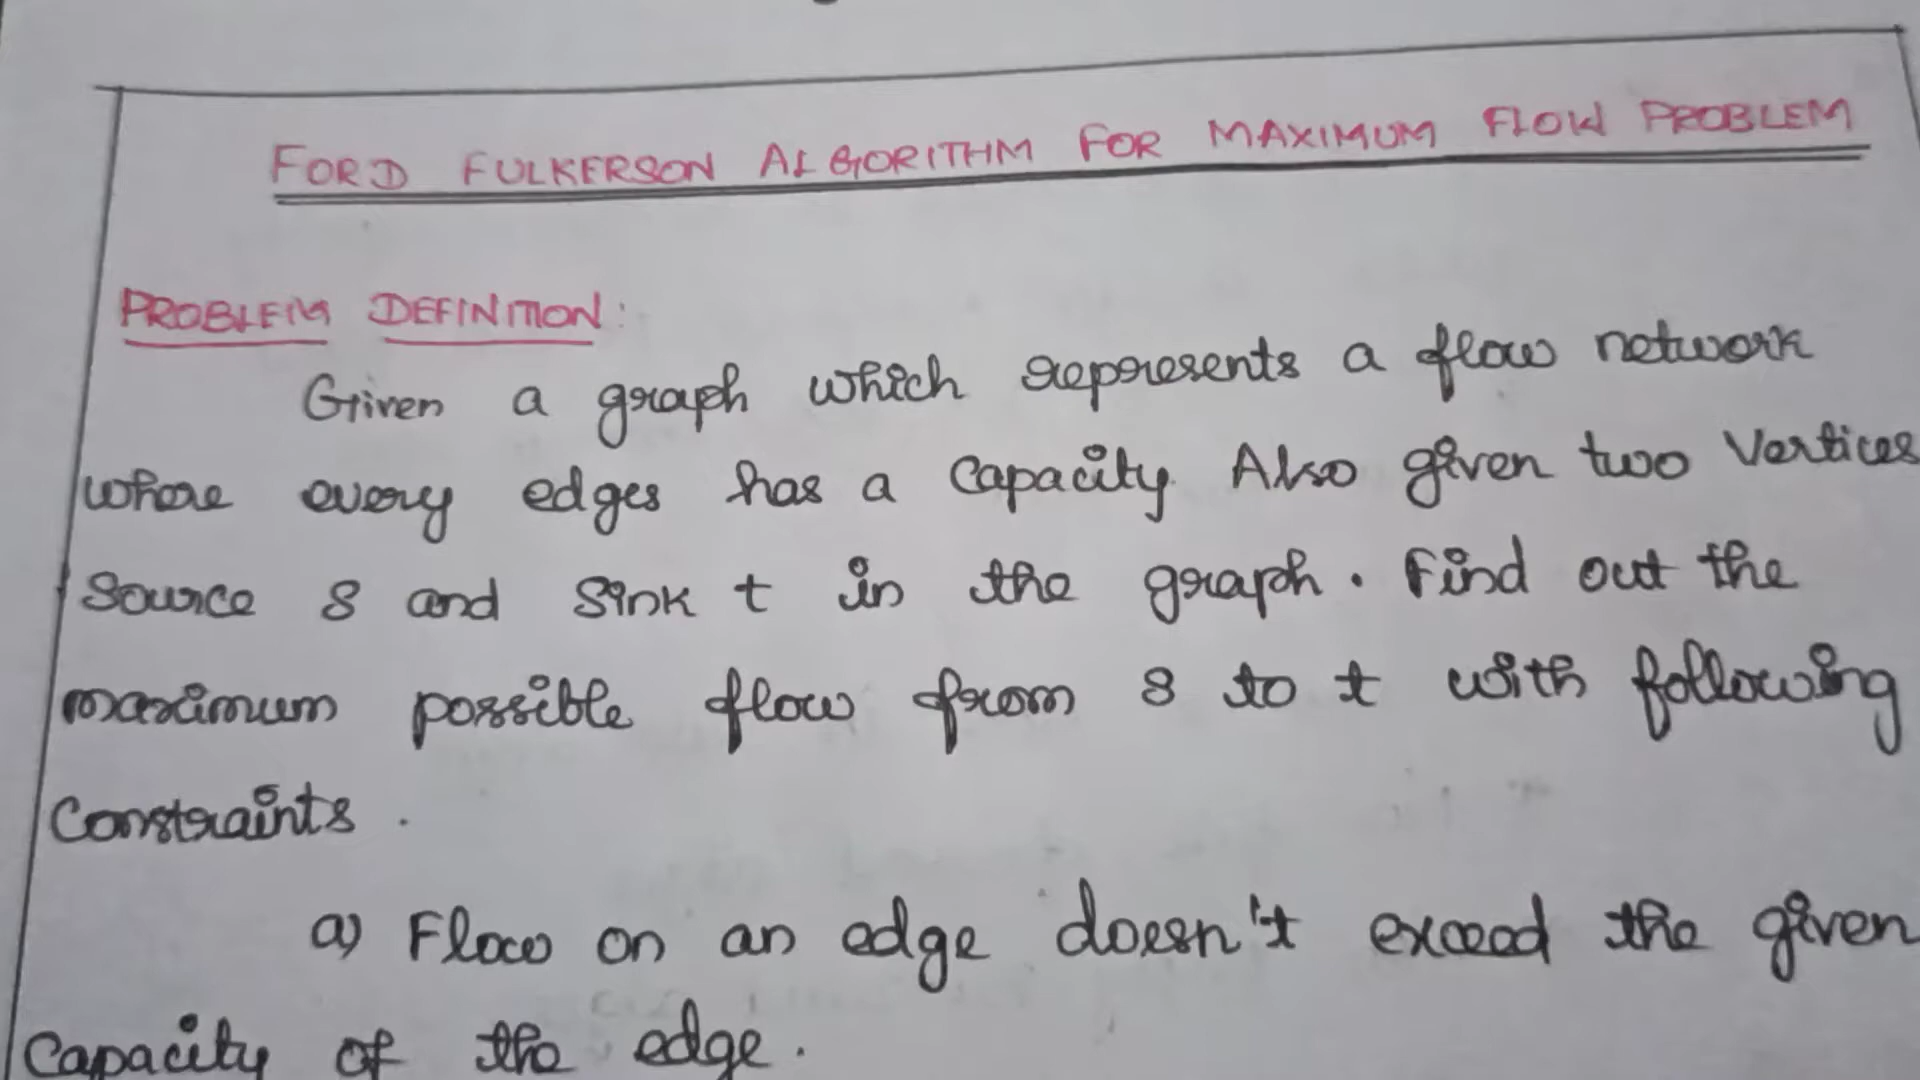 FORD FULKERSON ALGORITHM FOR MAXIMUM FLOW PROBLEM
PROBLEM DEFINITION:
Given a graph which represents a flow network
where every edges has a capacity. Also given two Vertices
Source s and Sink t in the graph. Find out the
maximum possible flow from s to t with following
Constraints.
a) Flow on an edge doesn't exceed the given
Capacity of the edge.